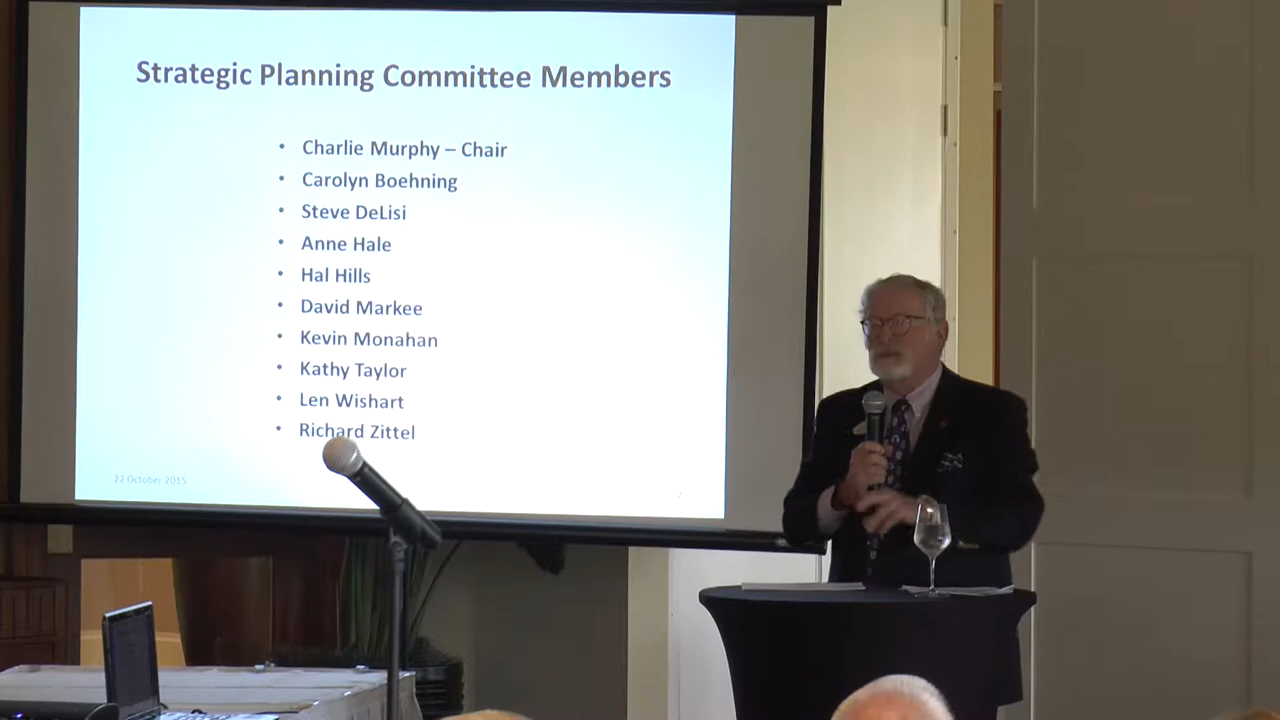 Strategic Planning Committee Members
• Charlie Murphy – Chair
• Carolyn Boehning
• Steve DeLisi
• Anne Hale
• Hal Hills
• David Markee
• Kevin Monahan
• Kathy Taylor
• Len Wishart
• Richard Zittel
22 October 2015